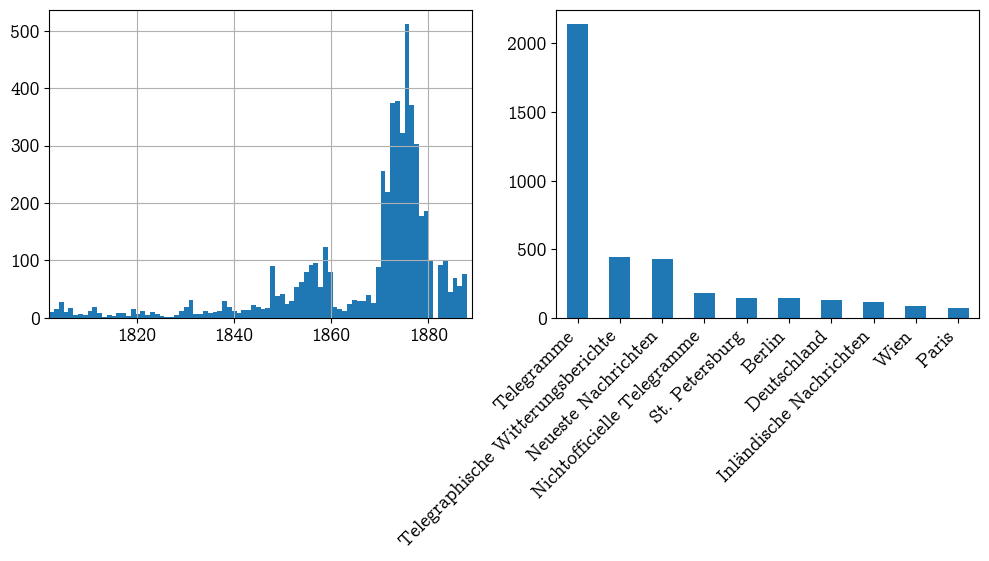 500
400
300
200
100
0
1820
1840
1860
1880
2000
1500
1000
500
0
Telegramme
Telegraphische Witterungsberichte
Neueste Nachrichten
Nichtofficielle Telegramme
St. Petersburg
Berlin
Deutschland
Inländische Nachrichten
Wien
Paris